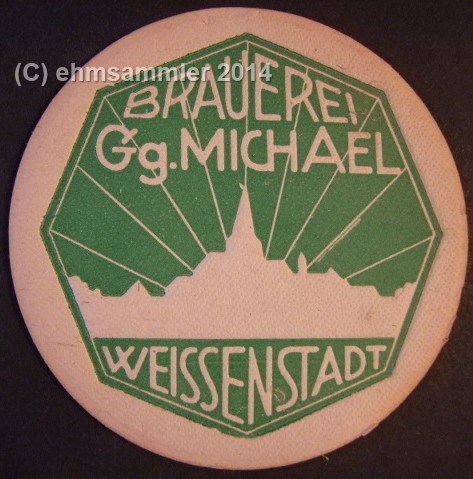 (C) ehmsammler 2014
BRAUEREI
Gg. MICHAEL
WEISSENSTADT